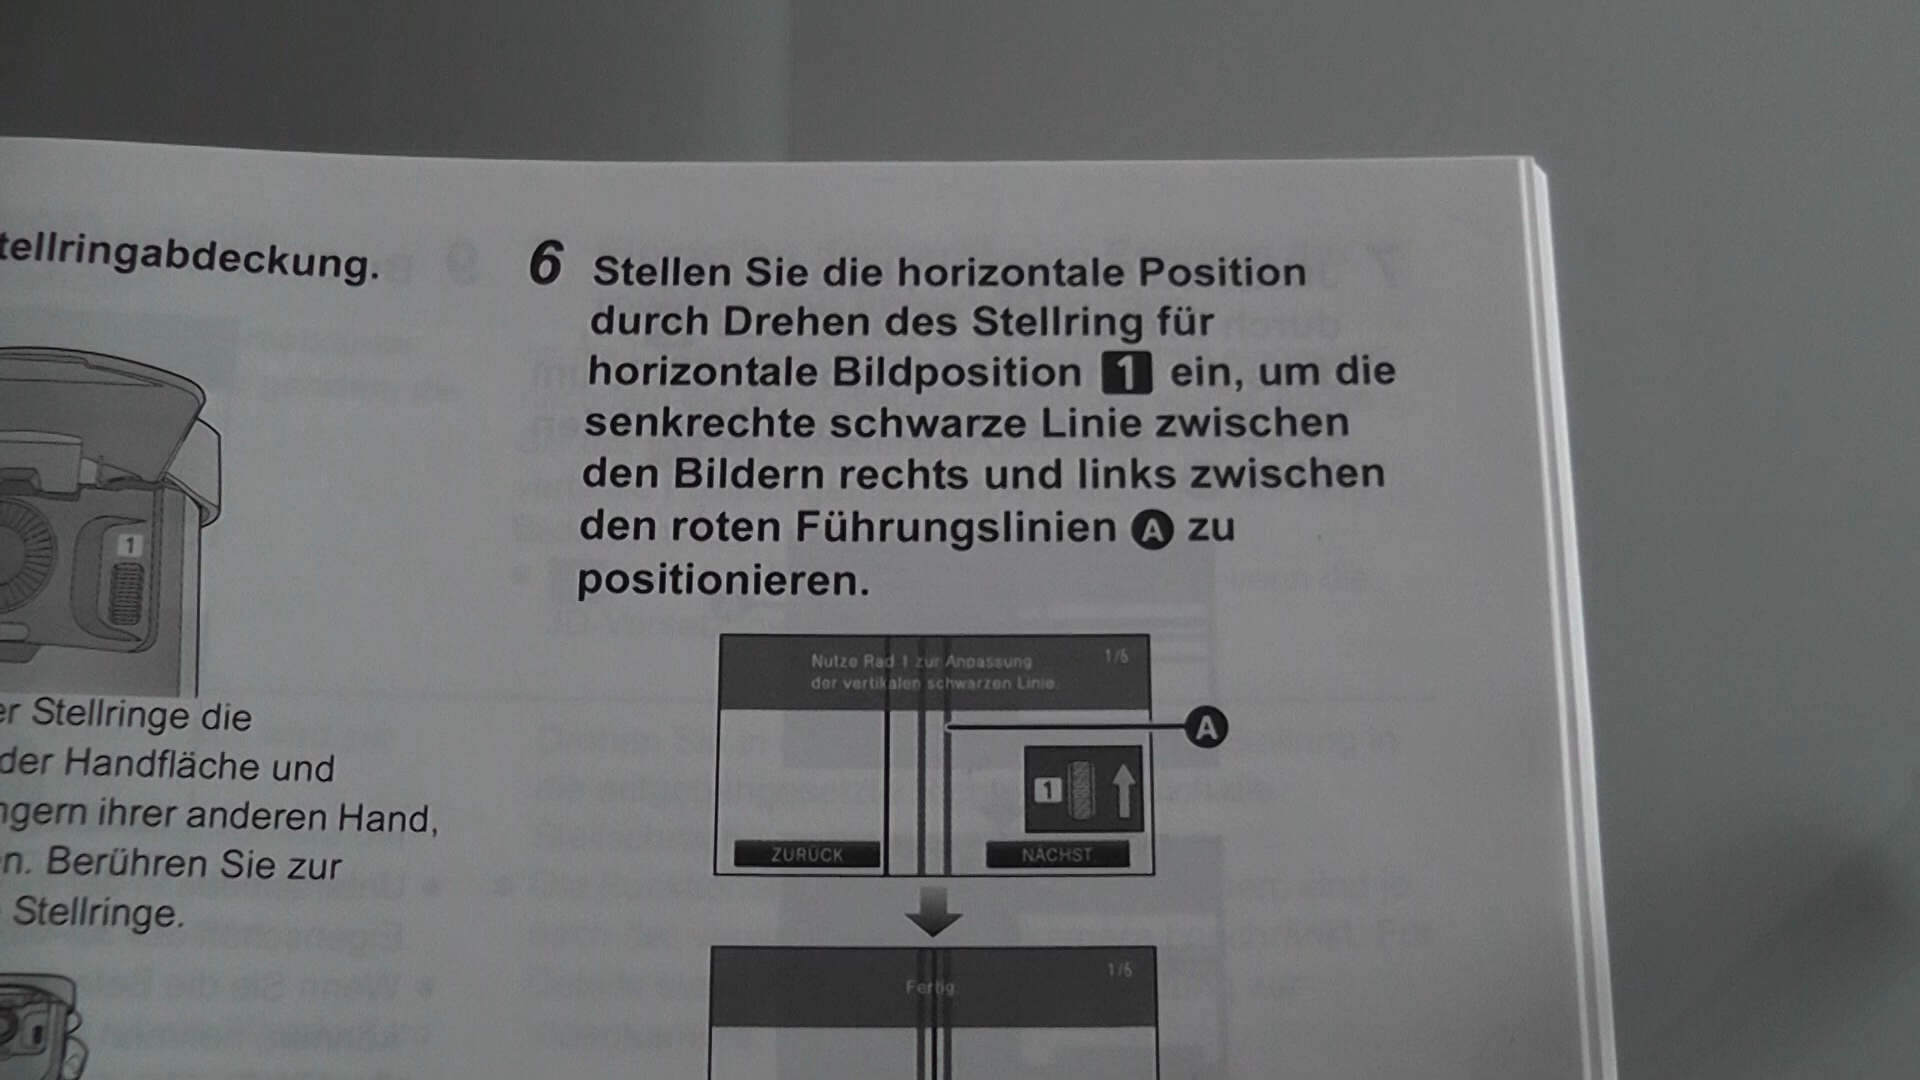 tellringabdeckung.
1
er Stellringe die
der Handfläche und
ngern ihrer anderen Hand,
n. Berühren Sie zur
Stellringe.
6 Stellen Sie die horizontale Position
durch Drehen des Stellring für
horizontale Bildposition 1 ein, um die
senkrechte schwarze Linie zwischen
den Bildern rechts und links zwischen
den roten Führungslinien A zu
positionieren.
Nutze Rad 1 zur Anpassung
der vertikalen schwarzen Linie.
1/5
A
1
ZURÜCK
NÄCHST.
Fertig.
1/5